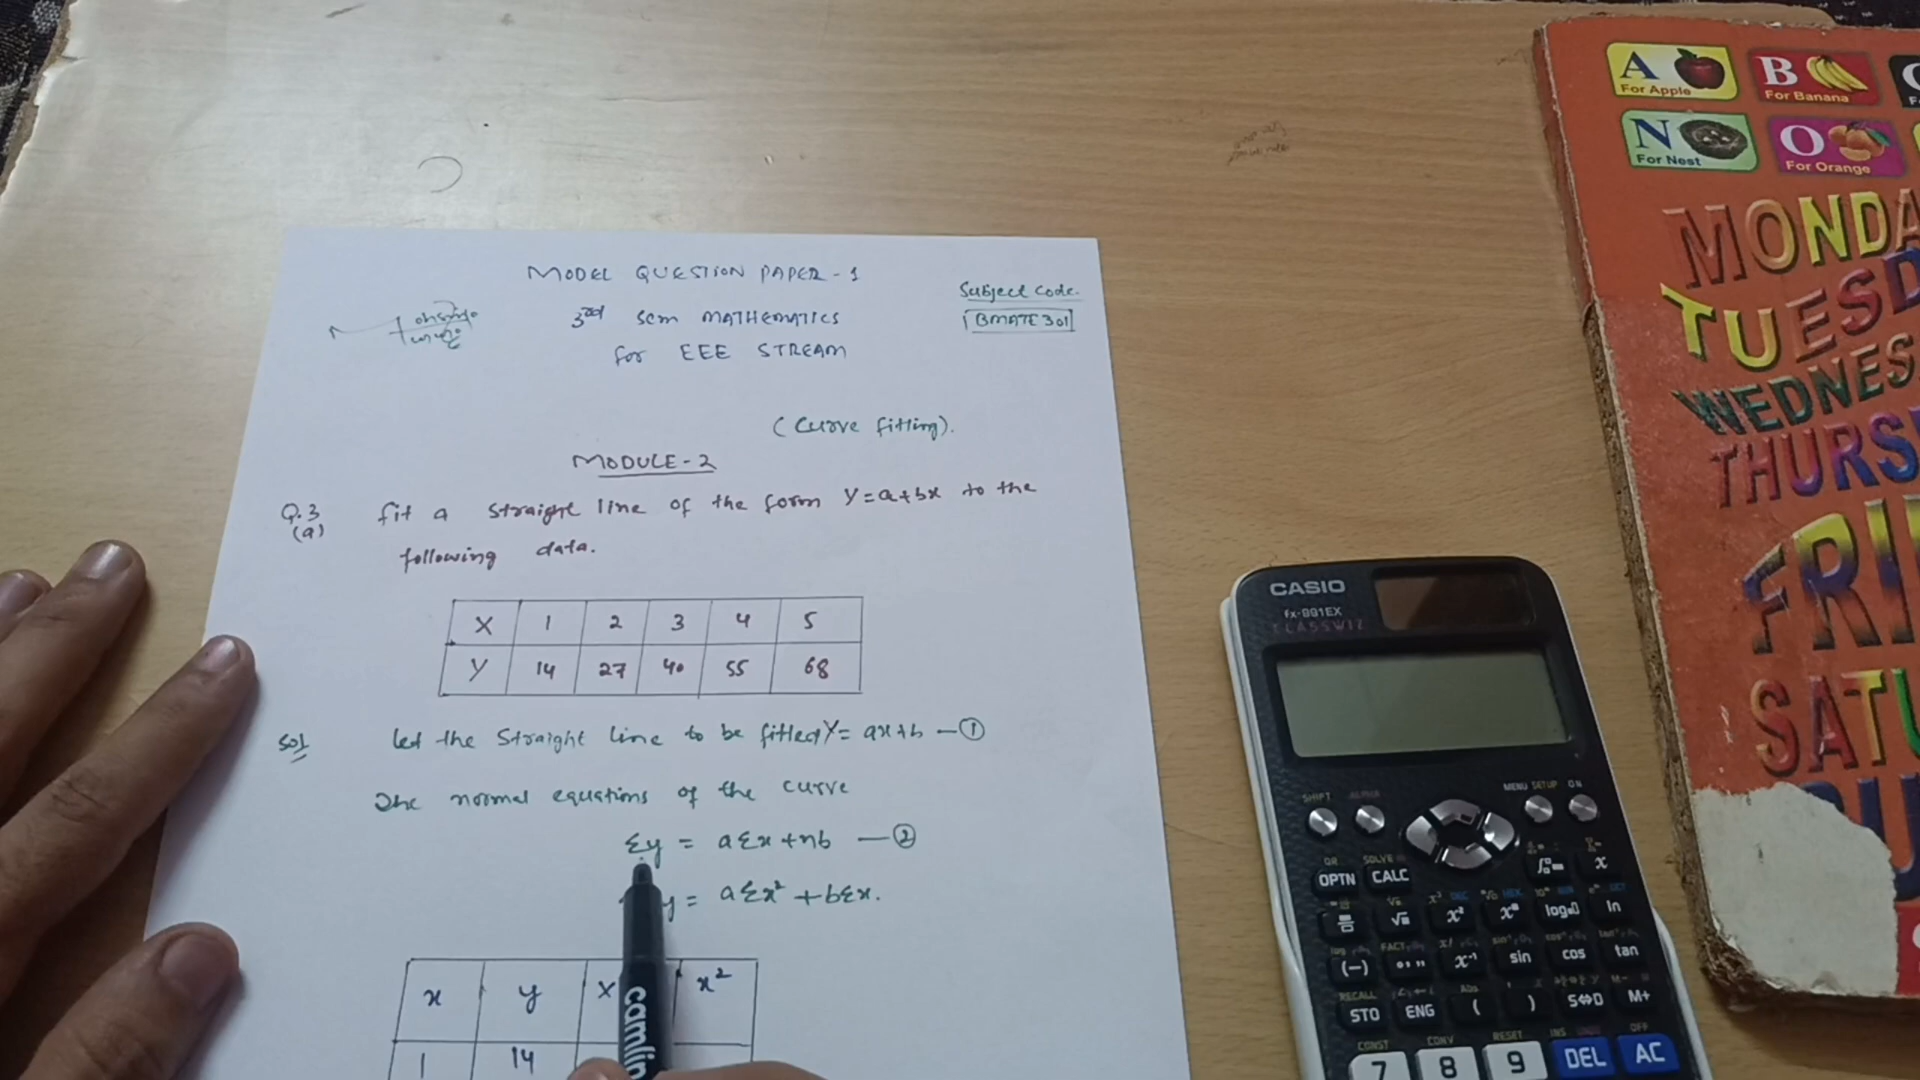 MODEL QUESTION PAPER - 1
3rd sem MATHEMATICS
for EEE STREAM
Subject code
BMATE301
(Curve fitting).
MODULE-2
Q.3 fit a straight line of the form Y=a+bx to the
(a) following data.
X 1 2 3 4 5
Y 14 27 40 55 68
Sol Let the Straight line to be fitted Y= ax+b —①
The normal equations of the curve
Σy = aΣx+nb —②
y = aΣx² + bΣx.
x y x x²
1 14
camlin
A For Apple
B For Banana
N For Nest
O For Orange
MONDA
TUESD
WEDNES
THURS
FRI
SATU
CASIO
fx-991EX
CLASSWIZ
SHIFT ALPHA MENU SETUP ON
QR SOLVE
OPTN CALC ∫ x
√ x² log ln
FACT
(−) x⁻¹ sin cos tan
RECALL
STO ENG ( ) S⇔D M+
CONST CONV RESET INS OFF
7 8 9 DEL AC